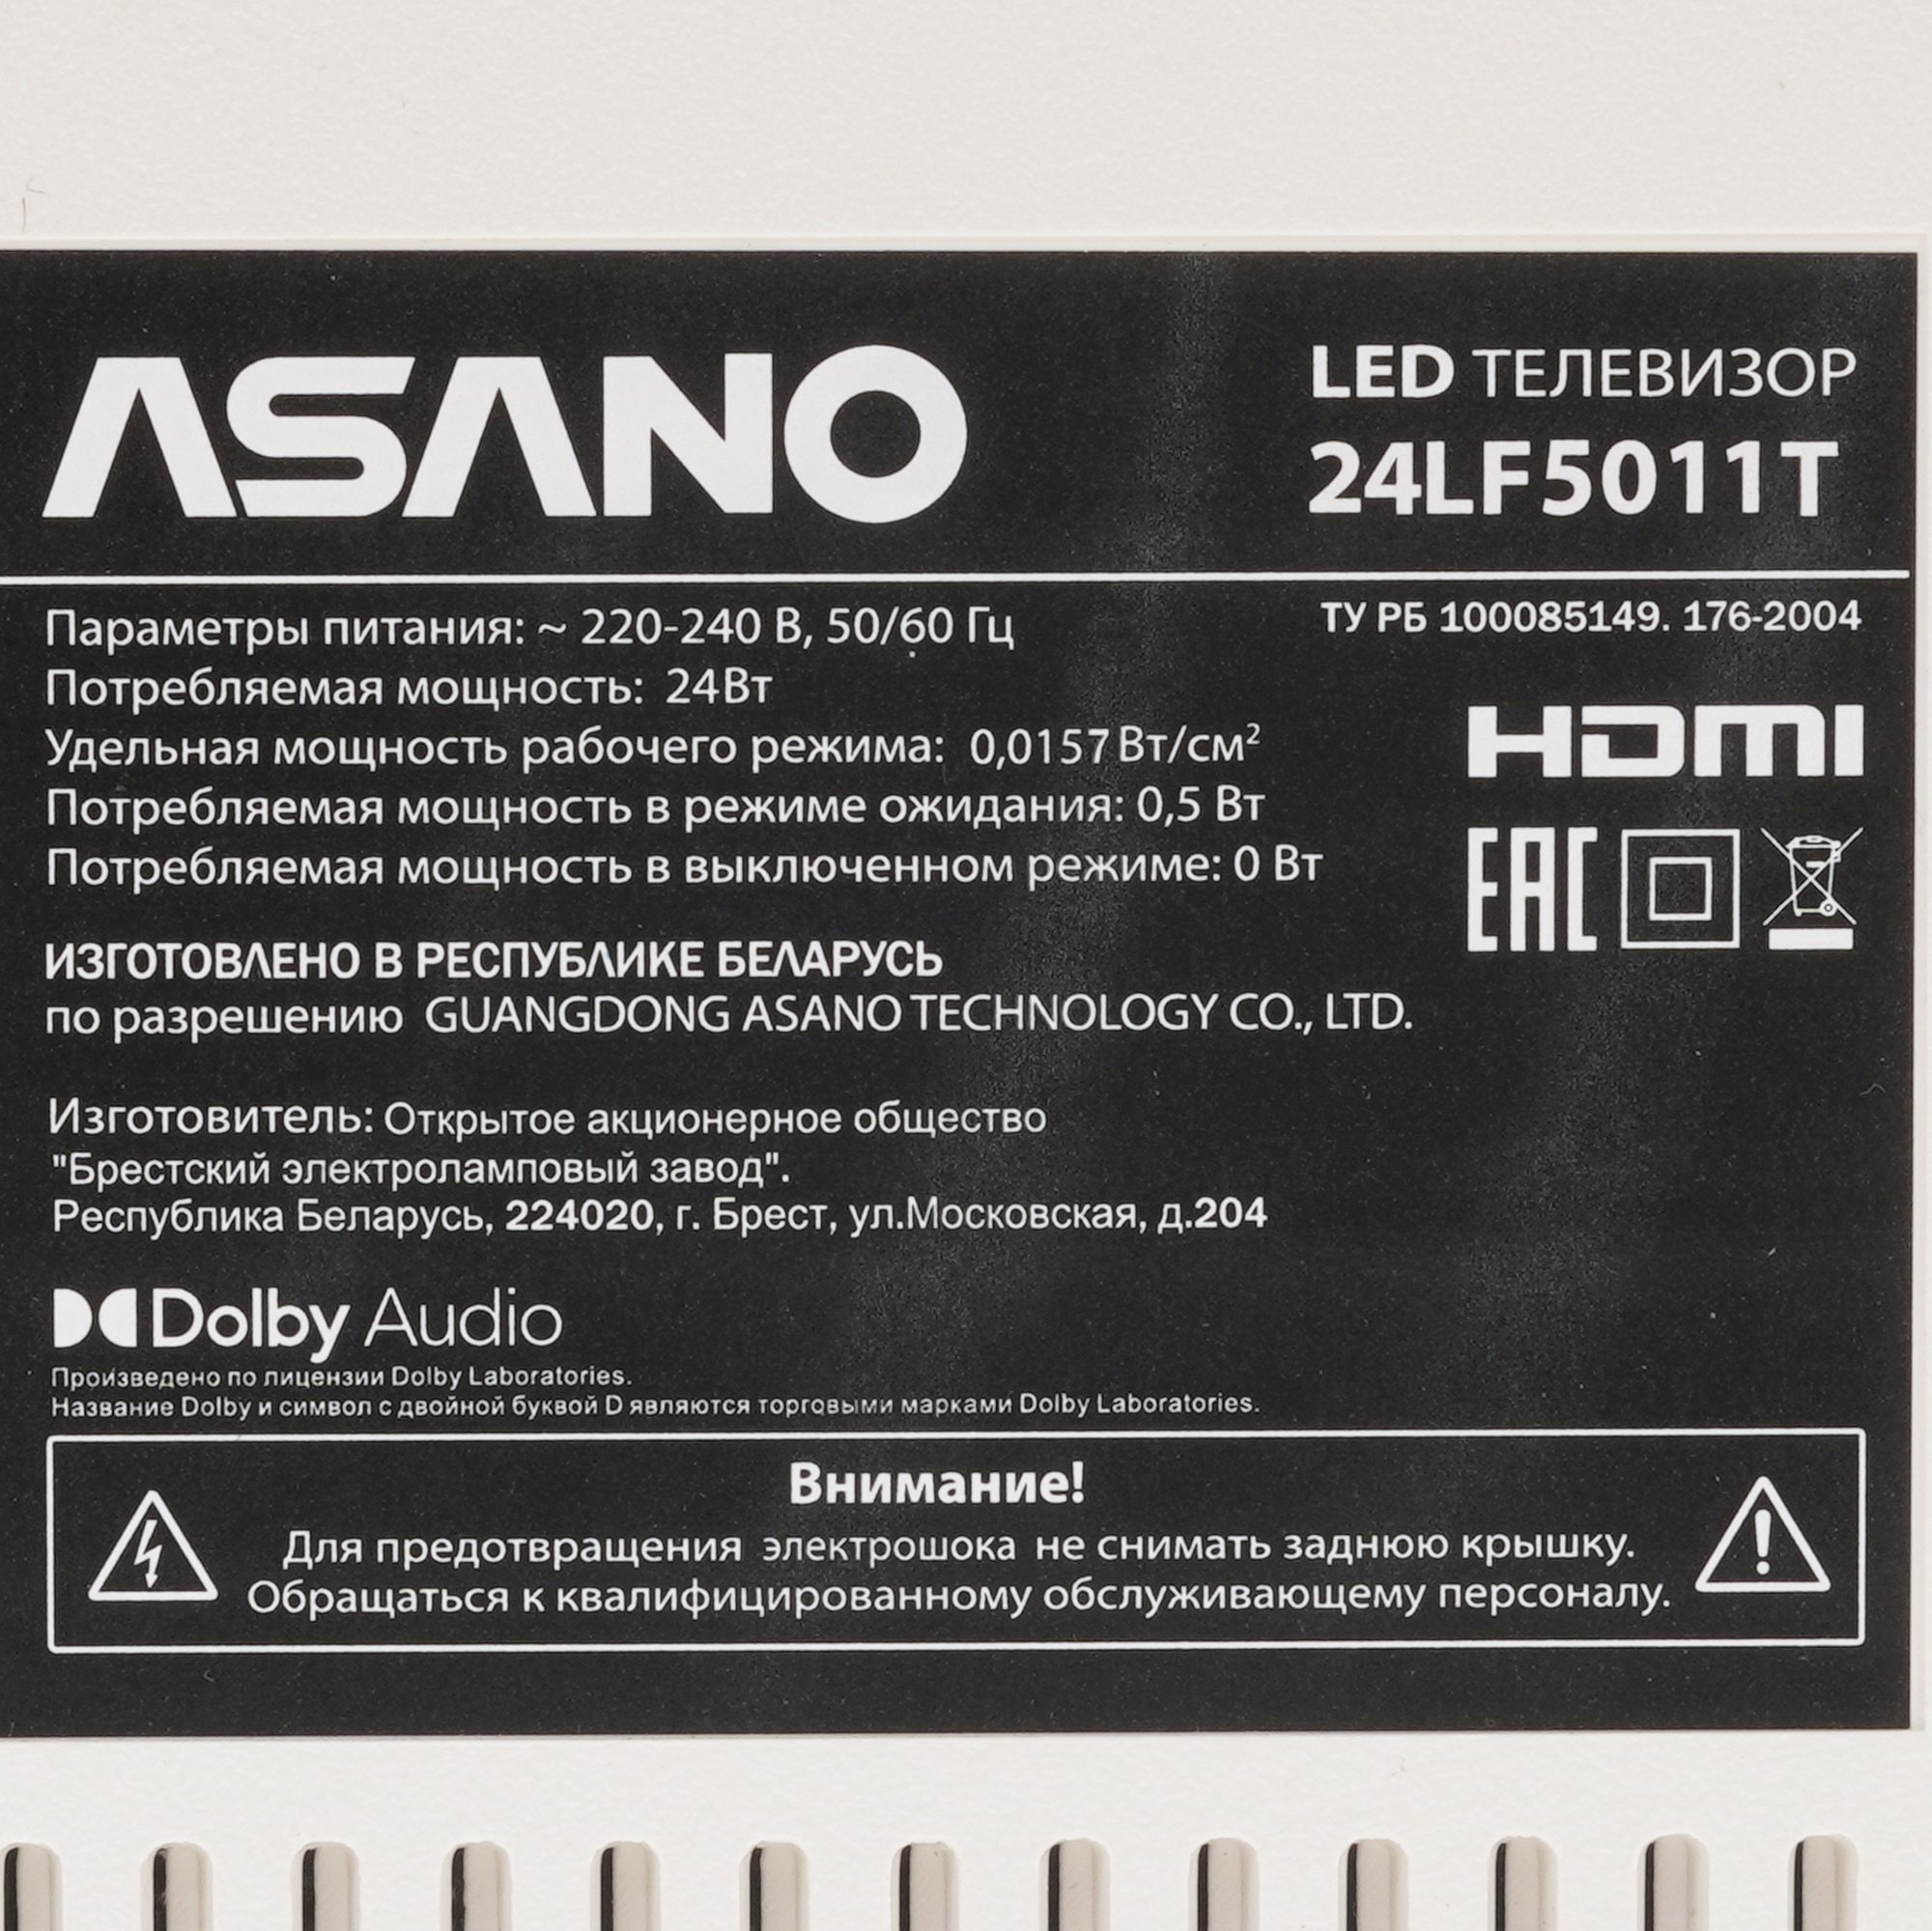 ASANO
LED ТЕЛЕВИЗОР
24LF5011T
Параметры питания: ~ 220-240 В, 50/60 Гц
ТУ РБ 100085149. 176-2004
Потребляемая мощность: 24Вт
Удельная мощность рабочего режима: 0,0157 Вт/см²
Потребляемая мощность в режиме ожидания: 0,5 Вт
Потребляемая мощность в выключенном режиме: 0 Вт
HDMI
EAC
ИЗГОТОВЛЕНО В РЕСПУБЛИКЕ БЕЛАРУСЬ
по разрешению GUANGDONG ASANO TECHNOLOGY CO., LTD.
Изготовитель: Открытое акционерное общество
"Брестский электроламповый завод".
Республика Беларусь, 224020, г. Брест, ул.Московская, д.204
Dolby Audio
Произведено по лицензии Dolby Laboratories.
Название Dolby и символ с двойной буквой D являются торговыми марками Dolby Laboratories.
Внимание!
Для предотвращения электрошока не снимать заднюю крышку.
Обращаться к квалифицированному обслуживающему персоналу.